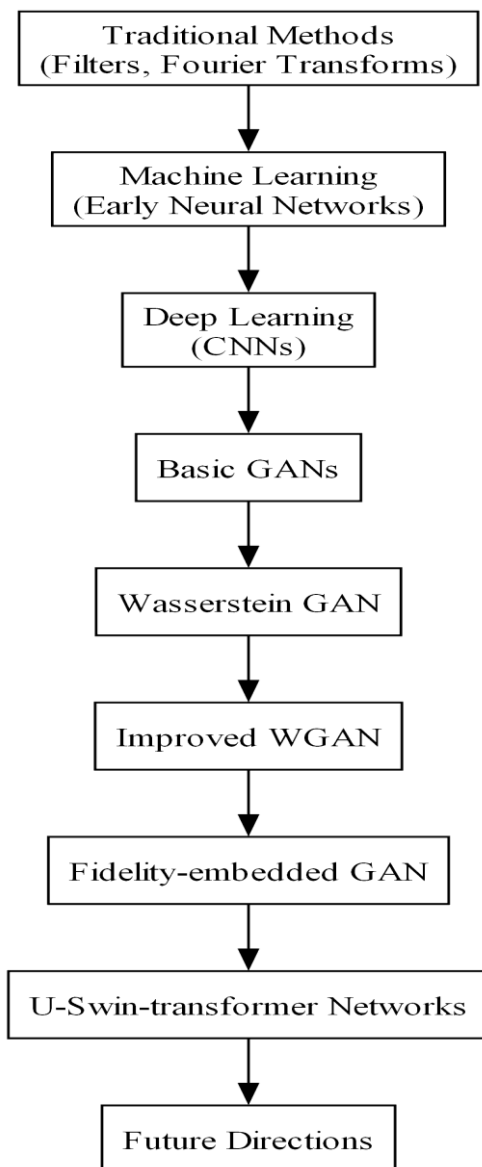 Traditional Methods
(Filters, Fourier Transforms)
Machine Learning
(Early Neural Networks)
Deep Learning
(CNNs)
Basic GANs
Wasserstein GAN
Improved WGAN
Fidelity-embedded GAN
U-Swin-transformer Networks
Future Directions